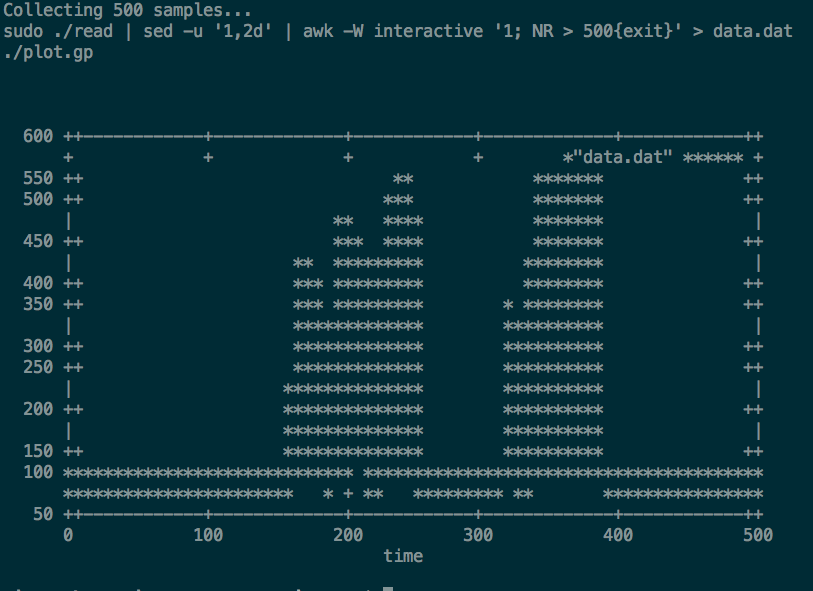 Collecting 500 samples...
sudo ./read | sed -u '1,2d' | awk -W interactive '1; NR > 500{exit}' > data.dat
./plot.gp
600
"data.dat" ******
550
500
450
400
350
300
250
200
150
100
50
0 100 200 300 400 500
time